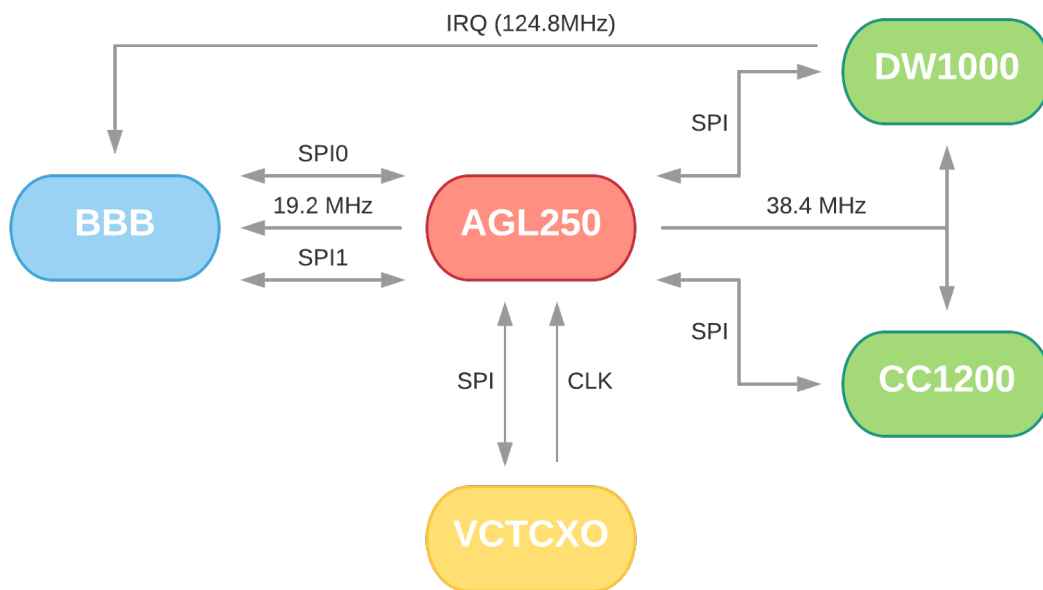 IRQ (124.8MHz)
DW1000
SPI
SPI0
BBB
19.2 MHz
AGL250
38.4 MHz
SPI1
SPI
CC1200
SPI
CLK
VCTCXO